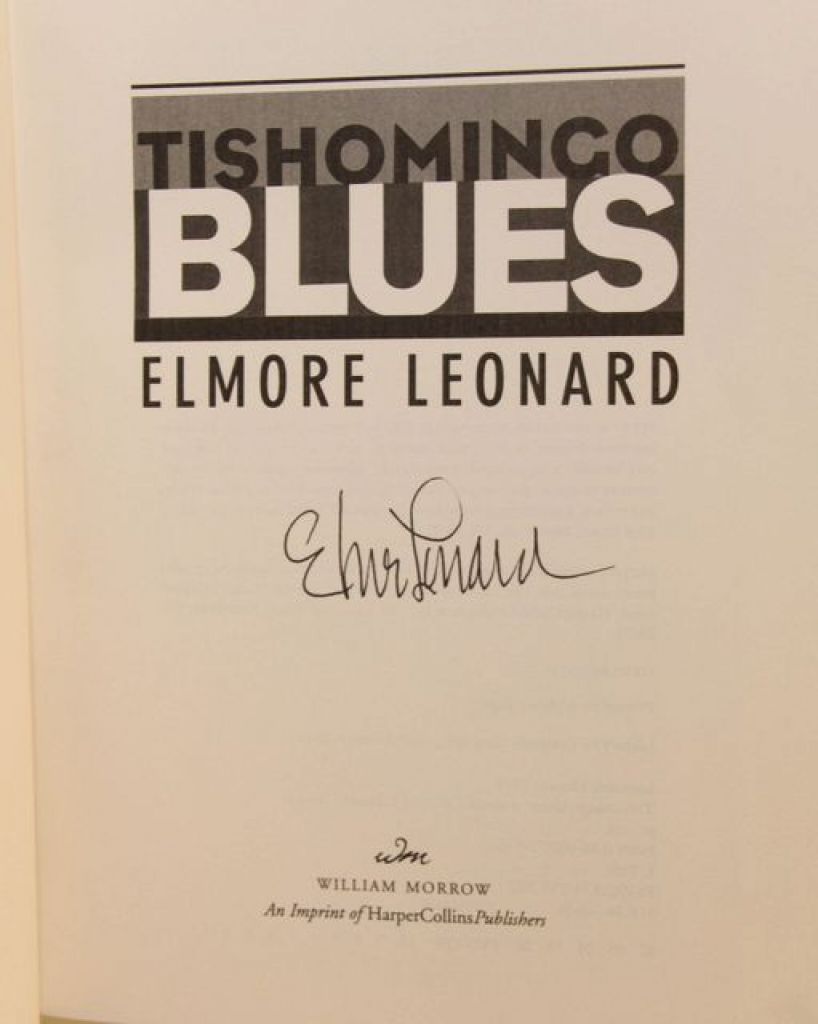 TISHOMINGO
BLUES
ELMORE LEONARD
Elmore Leonard
wm
WILLIAM MORROW
An Imprint of HarperCollinsPublishers